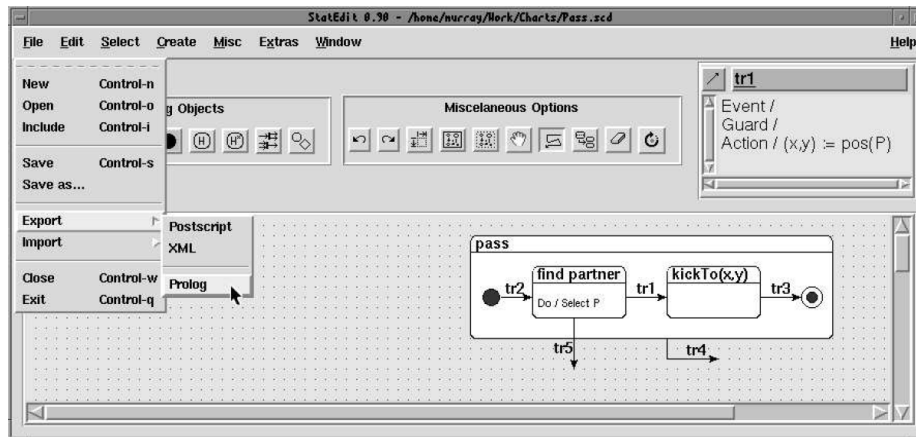 StatEdit 0.90 - /home/murray/Work/Charts/Pass.scd
File Edit Select Create Misc Extras Window Help
New Control-n
Open Control-o
Include Control-i
Save Control-s
Save as...
Export
Import
Close Control-w
Exit Control-q
Postscript
XML
Prolog
g Objects
H H*
Miscelaneous Options
tr1
Event /
Guard /
Action / (x,y) := pos(P)
pass
find partner
Do / Select P
kickTo(x,y)
tr2
tr1
tr3
tr5
tr4